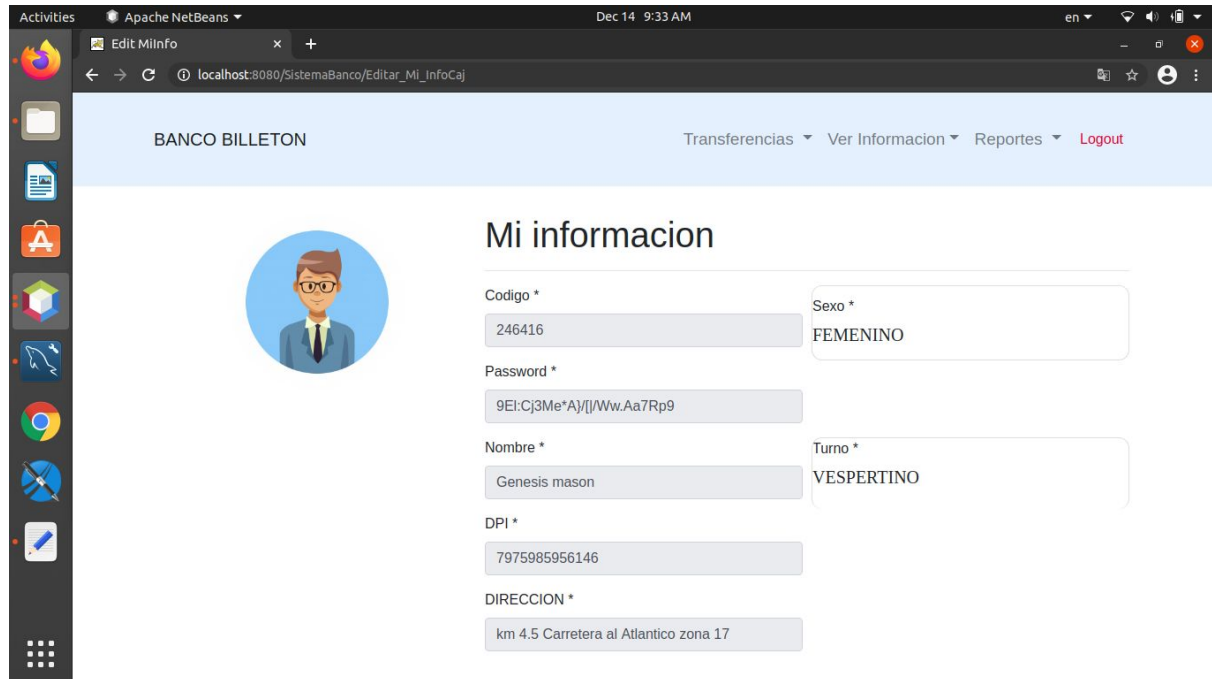 Activities Apache NetBeans Dec 14 9:33 AM en
Edit MiInfo
localhost:8080/SistemaBanco/Editar_Mi_InfoCaj
BANCO BILLETON Transferencias Ver Informacion Reportes Logout
Mi informacion
Codigo *
246416
Sexo *
FEMENINO
Password *
9El:Cj3Me*A}/[|/Ww.Aa7Rp9
Nombre *
Genesis mason
Turno *
VESPERTINO
DPI *
7975985956146
DIRECCION *
km 4.5 Carretera al Atlantico zona 17